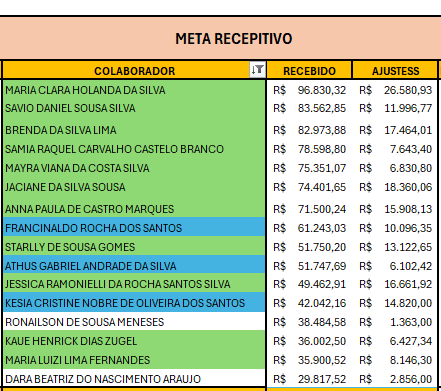 META RECEPITIVO
COLABORADOR RECEBIDO AJUSTESS
MARIA CLARA HOLANDA DA SILVA R$ 96.830,32 R$ 26.580,93
SAVIO DANIEL SOUSA SILVA R$ 83.562,85 R$ 11.996,77
BRENDA DA SILVA LIMA R$ 82.973,88 R$ 17.464,01
SAMIA RAQUEL CARVALHO CASTELO BRANCO R$ 78.598,80 R$ 7.643,40
MAYRA VIANA DA COSTA SILVA R$ 75.351,07 R$ 6.830,80
JACIANE DA SILVA SOUSA R$ 74.401,65 R$ 18.360,06
ANNA PAULA DE CASTRO MARQUES R$ 71.500,24 R$ 15.908,13
FRANCINALDO ROCHA DOS SANTOS R$ 61.243,03 R$ 10.096,35
STARLLY DE SOUSA GOMES R$ 51.750,20 R$ 13.122,65
ATHUS GABRIEL ANDRADE DA SILVA R$ 51.747,69 R$ 6.102,42
JESSICA RAMONIELLI DA ROCHA SANTOS SILVA R$ 49.462,91 R$ 16.661,92
KESIA CRISTINE NOBRE DE OLIVEIRA DOS SANTOS R$ 42.042,16 R$ 14.820,00
RONAILSON DE SOUSA MENESES R$ 38.484,58 R$ 1.363,00
KAUE HENRICK DIAS ZUGEL R$ 36.002,50 R$ 6.427,34
MARIA LUIZI LIMA FERNANDES R$ 35.900,52 R$ 8.146,30
DARA BEATRIZ DO NASCIMENTO ARAUJO R$ 29.817,52 R$ 2.856,00